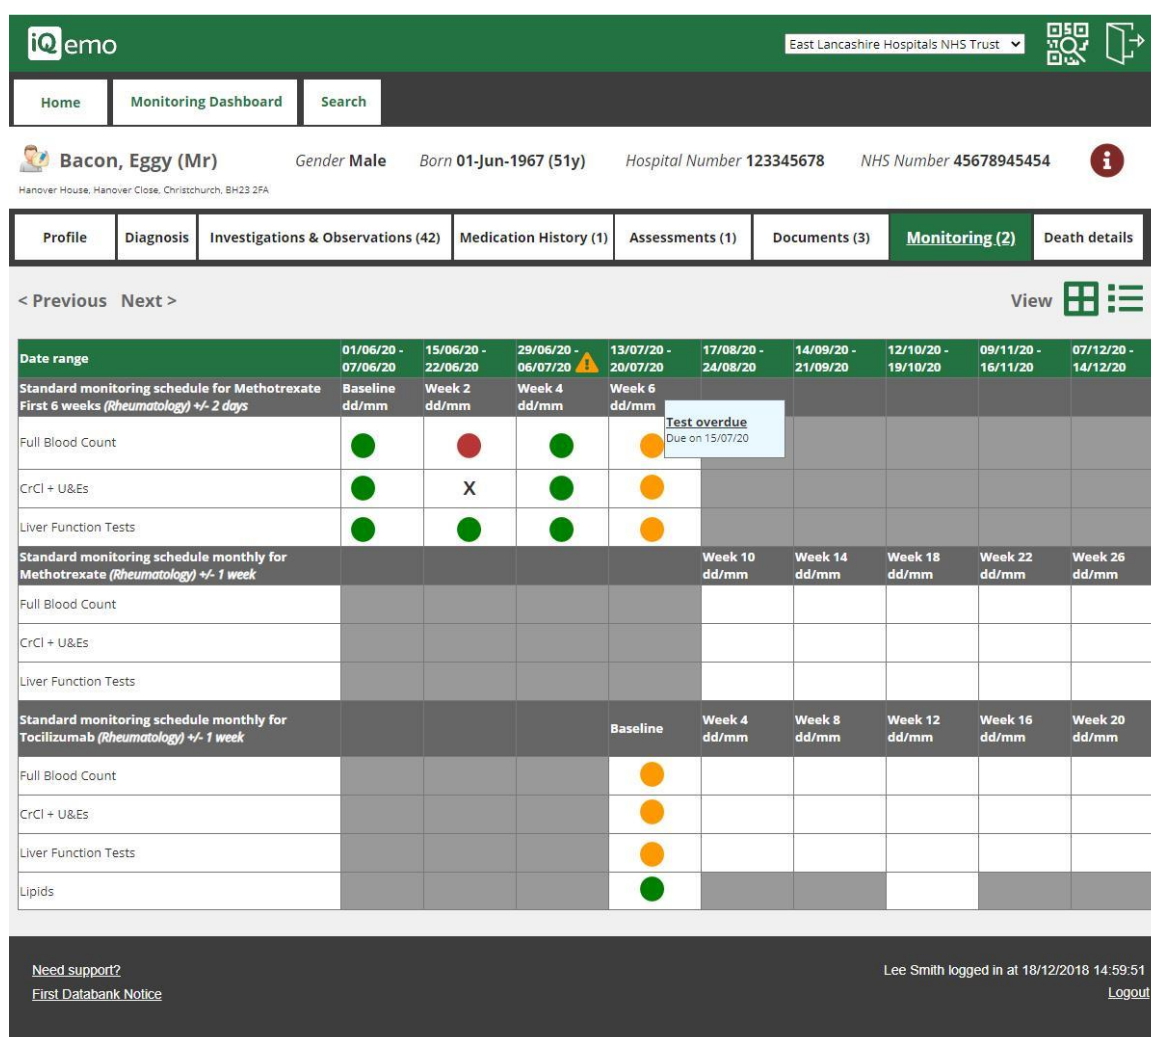 iQemo
East Lancashire Hospitals NHS Trust
Home Monitoring Dashboard Search
Bacon, Eggy (Mr) Gender Male Born 01-Jun-1967 (51y) Hospital Number 123345678 NHS Number 45678945454
Hanover House, Hanover Close, Christchurch, BH23 2FA
Profile Diagnosis Investigations & Observations (42) Medication History (1) Assessments (1) Documents (3) Monitoring (2) Death details
< Previous Next > View
Date range 01/06/20 - 07/06/20 15/06/20 - 22/06/20 29/06/20 - 06/07/20 13/07/20 - 20/07/20 17/08/20 - 24/08/20 14/09/20 - 21/09/20 12/10/20 - 19/10/20 09/11/20 - 16/11/20 07/12/20 - 14/12/20
Standard monitoring schedule for Methotrexate Baseline Week 2 Week 4 Week 6
First 6 weeks (Rheumatology) +/- 2 days dd/mm dd/mm dd/mm dd/mm
Test overdue
Due on 15/07/20
Full Blood Count
CrCl + U&Es X
Liver Function Tests
Standard monitoring schedule monthly for Week 10 Week 14 Week 18 Week 22 Week 26
Methotrexate (Rheumatology) +/- 1 week dd/mm dd/mm dd/mm dd/mm dd/mm
Full Blood Count
CrCl + U&Es
Liver Function Tests
Standard monitoring schedule monthly for Baseline Week 4 Week 8 Week 12 Week 16 Week 20
Tocilizumab (Rheumatology) +/- 1 week dd/mm dd/mm dd/mm dd/mm dd/mm
Full Blood Count
CrCl + U&Es
Liver Function Tests
Lipids
Need support? Lee Smith logged in at 18/12/2018 14:59:51
First Databank Notice Logout